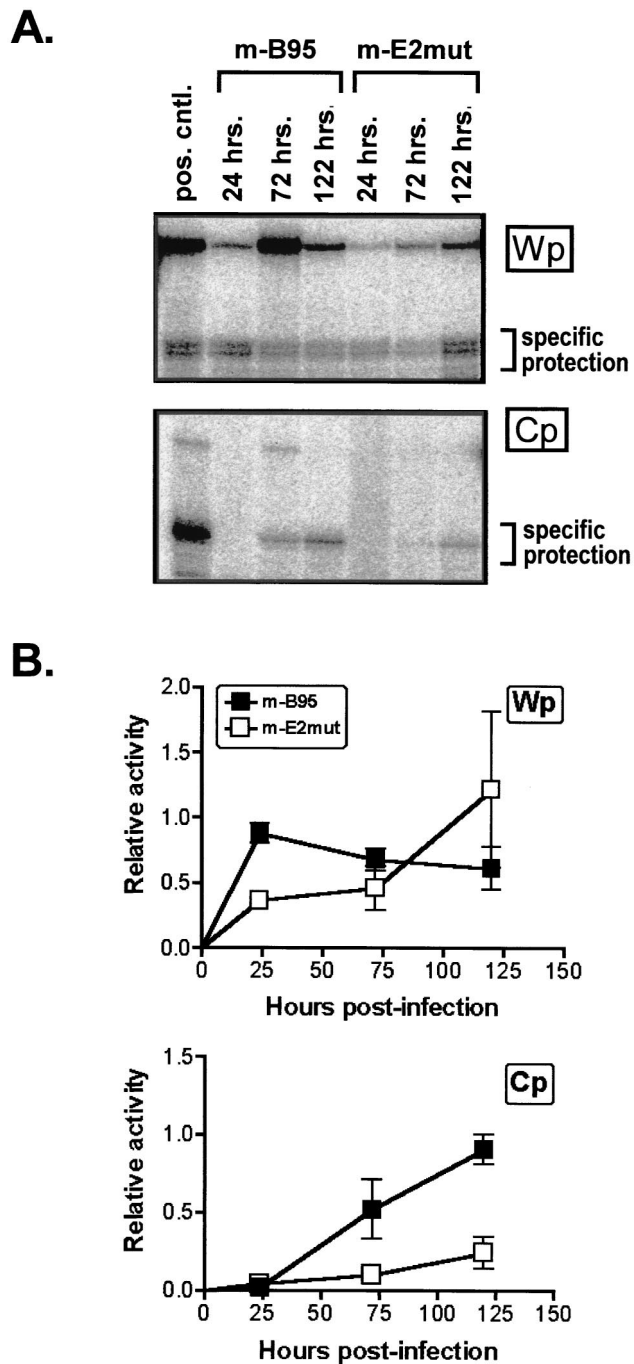 A.
m-B95 m-E2mut
pos. cntl.
24 hrs.
72 hrs.
122 hrs.
24 hrs.
72 hrs.
122 hrs.
Wp
specific
protection
Cp
specific
protection
B.
2.0
1.5
1.0
0.5
0.0
Relative activity
m-B95
m-E2mut
Wp
0 25 50 75 100 125 150
Hours post-infection
1.5
1.0
0.5
0.0
Relative activity
Cp
0 25 50 75 100 125 150
Hours post-infection